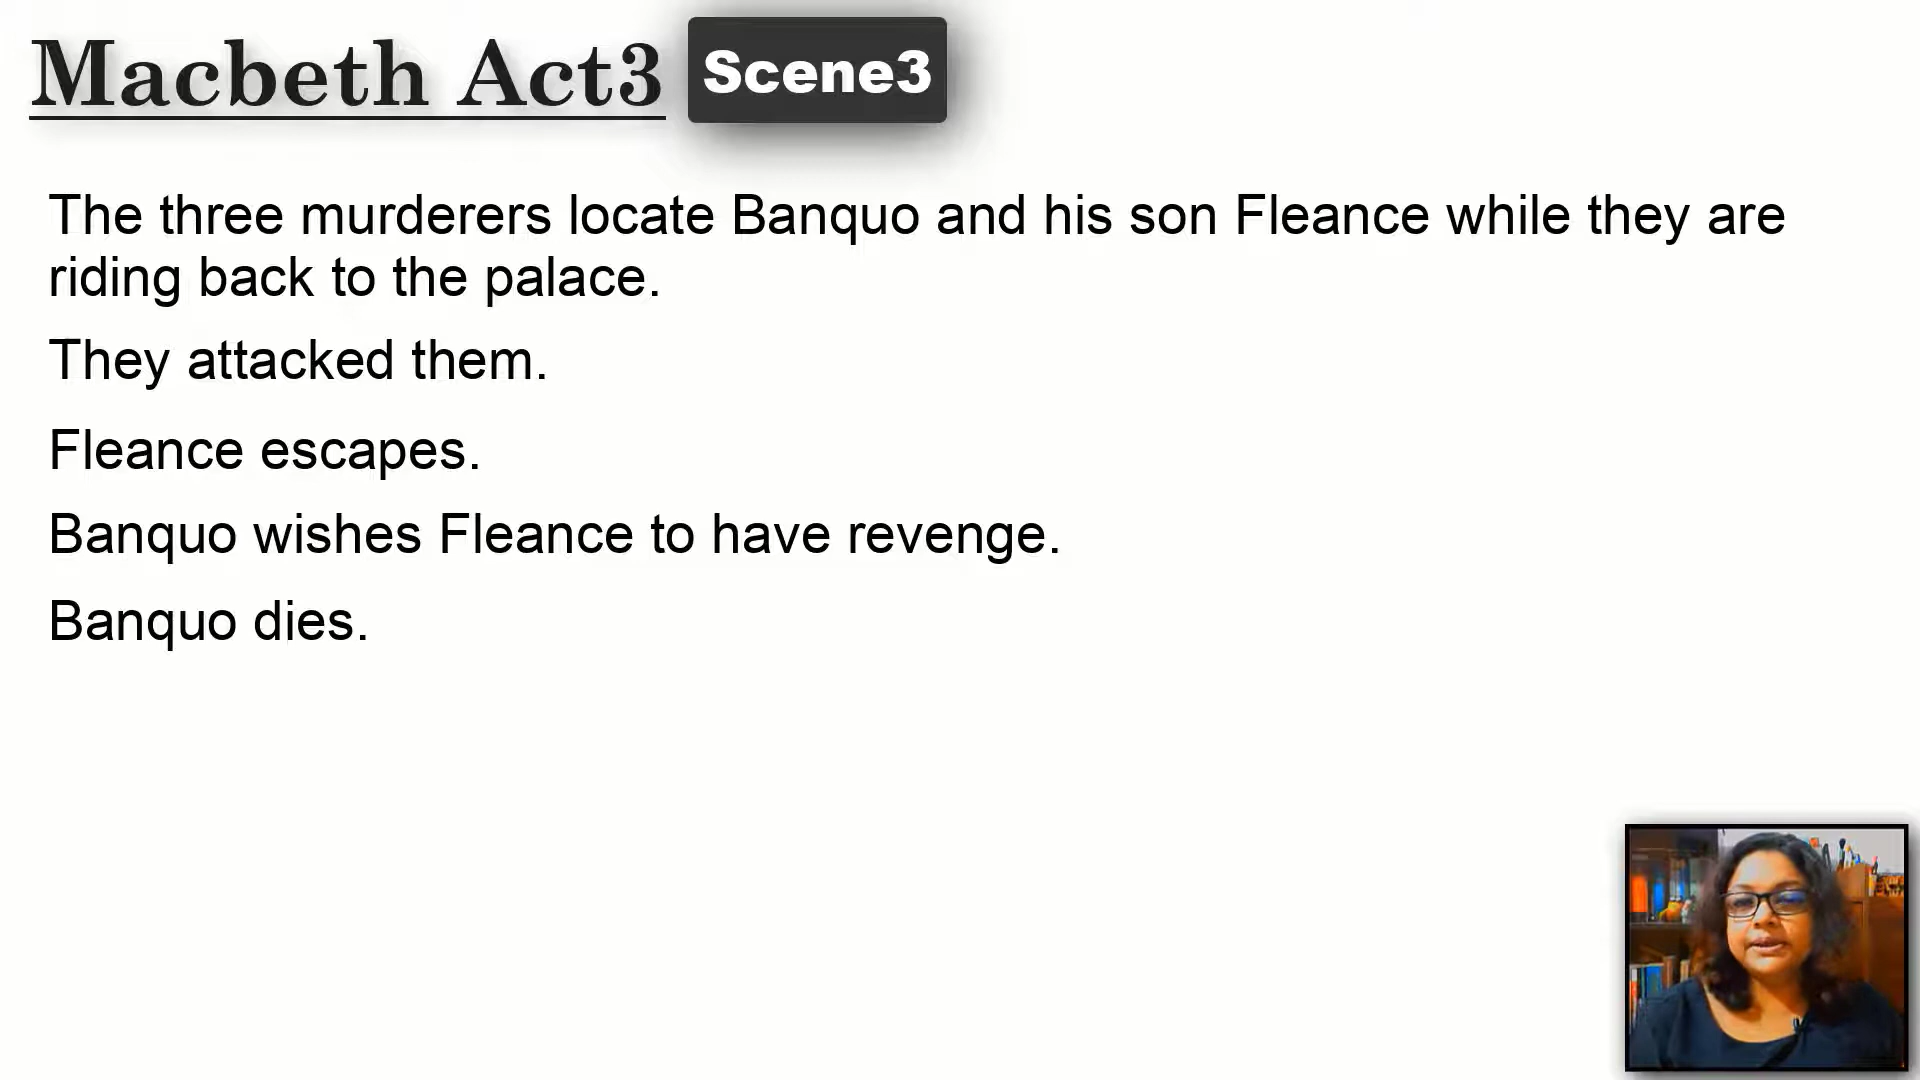 Macbeth Act3 Scene3
The three murderers locate Banquo and his son Fleance while they are
riding back to the palace.
They attacked them.
Fleance escapes.
Banquo wishes Fleance to have revenge.
Banquo dies.